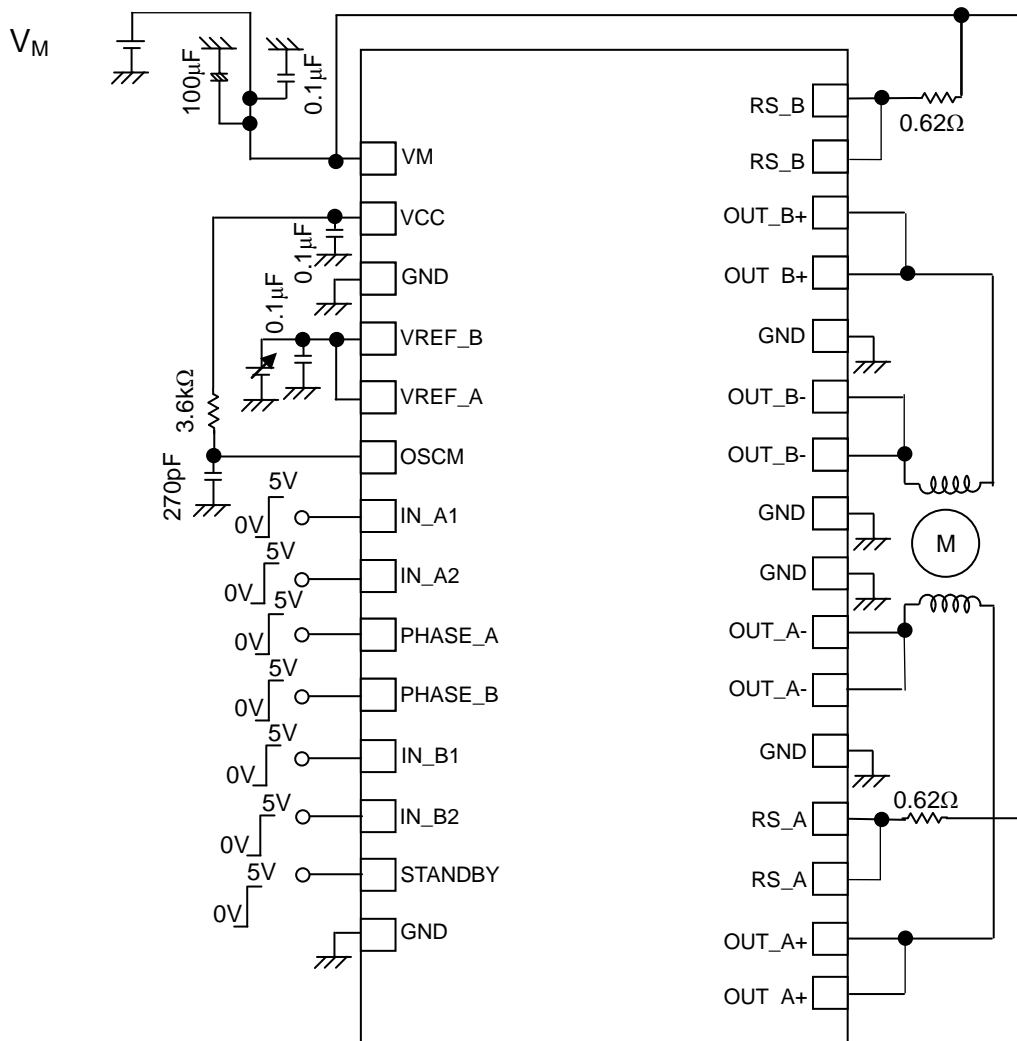 VM
100µF
0.1µF
VM
VCC
0.1µF
GND
0.1µF
VREF_B
VREF_A
3.6kΩ
OSCM
270pF
5V
0V
IN_A1
5V
0V
IN_A2
5V
0V
PHASE_A
5V
0V
PHASE_B
5V
0V
IN_B1
5V
0V
IN_B2
5V
0V
STANDBY
GND
RS_B
0.62Ω
RS_B
OUT_B+
OUT B+
GND
OUT_B-
OUT_B-
GND
M
GND
OUT_A-
OUT_A-
GND
0.62Ω
RS_A
RS_A
OUT_A+
OUT A+